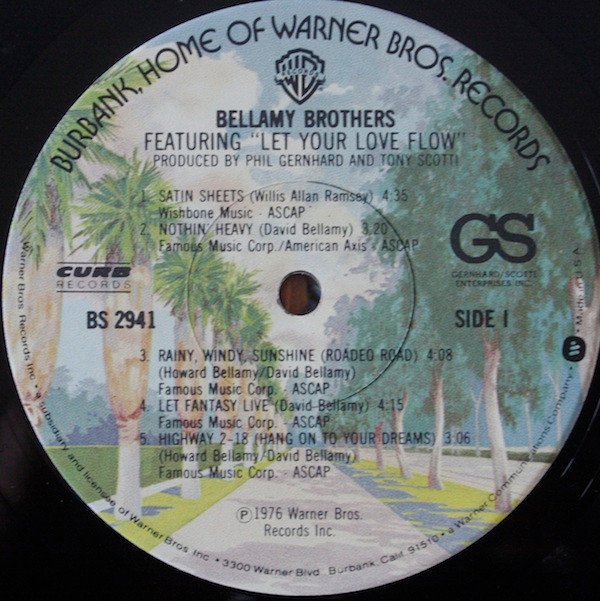 BURBANK, HOME OF WARNER BROS. RECORDS
WB
RECORDS
BELLAMY BROTHERS
FEATURING "LET YOUR LOVE FLOW"
PRODUCED BY PHIL GERNHARD AND TONY SCOTTI
1. SATIN SHEETS (Willis Allan Ramsey) 4:35
Wishbone Music - ASCAP
2. NOTHIN' HEAVY (David Bellamy) 3:20
Famous Music Corp./American Axis - ASCAP
CURB
RECORDS
GS
GERNHARD/SCOTTI
ENTERPRISES INC.
BS 2941
SIDE 1
3. RAINY, WINDY, SUNSHINE (ROADEO ROAD) 4:08
(Howard Bellamy/David Bellamy)
Famous Music Corp. - ASCAP
4. LET FANTASY LIVE (David Bellamy) 4:15
Famous Music Corp. - ASCAP
5. HIGHWAY 2-18 (HANG ON TO YOUR DREAMS) 3:06
(Howard Bellamy/David Bellamy)
Famous Music Corp. - ASCAP
℗ 1976 Warner Bros.
Records Inc.
Warner Bros. Records Inc. • a subsidiary and licensee of Warner Bros. Inc. • 3300 Warner Blvd. Burbank, Calif. 91510 • a Warner Communications Company • Made in U.S.A.